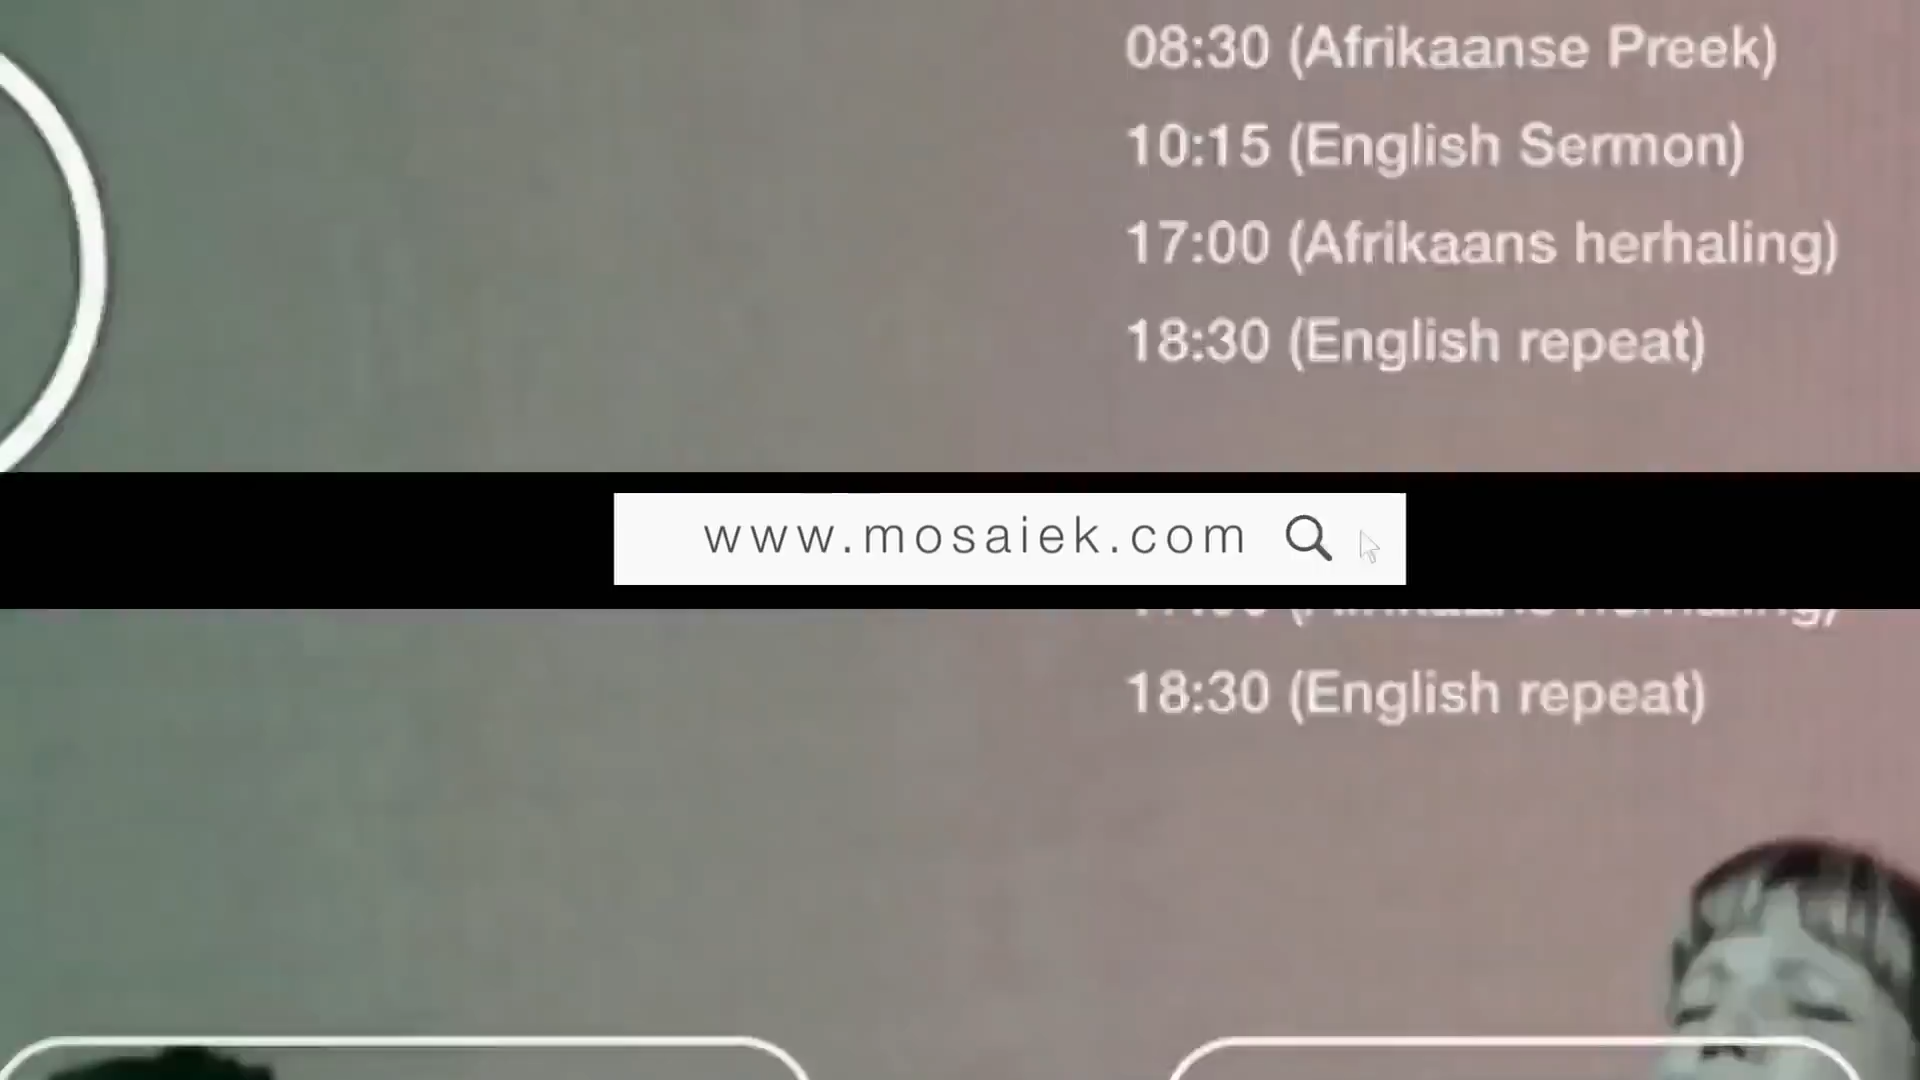 08:30 (Afrikaanse Preek)
10:15 (English Sermon)
17:00 (Afrikaans herhaling)
18:30 (English repeat)
www.mosaiek.com
18:30 (English repeat)